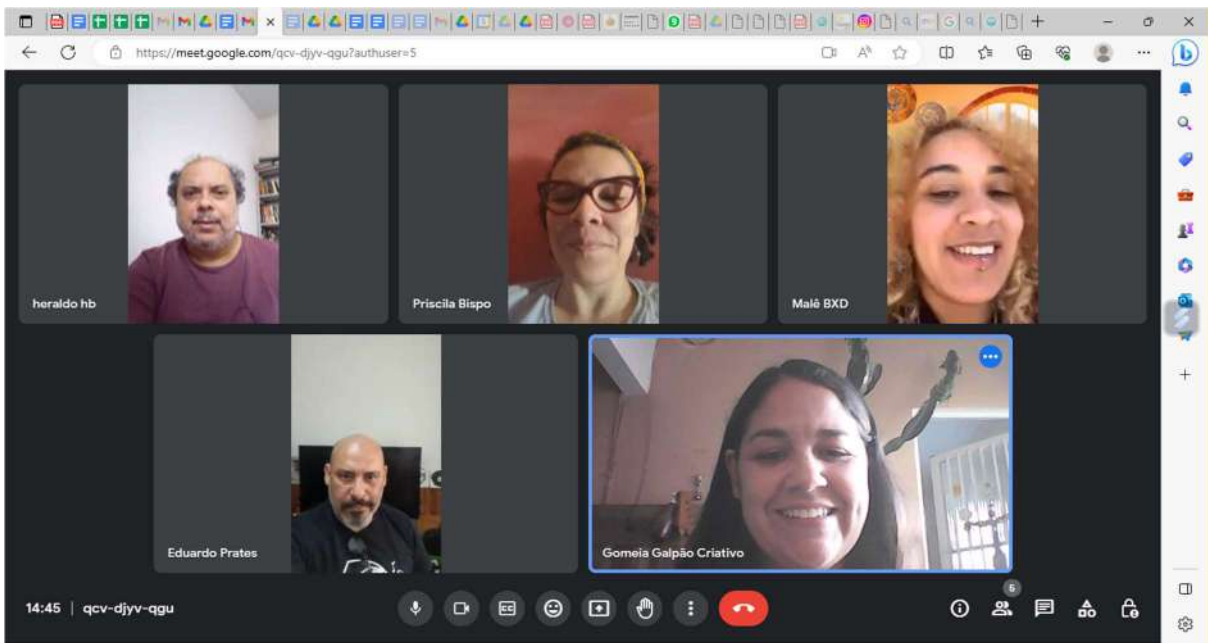 https://meet.google.com/qcv-djyv-qgu?authuser=5
heraldo hb
Priscila Bispo
Malê BXD
Eduardo Prates
Gomeia Galpão Criativo
14:45 | qcv-djyv-qgu
CC